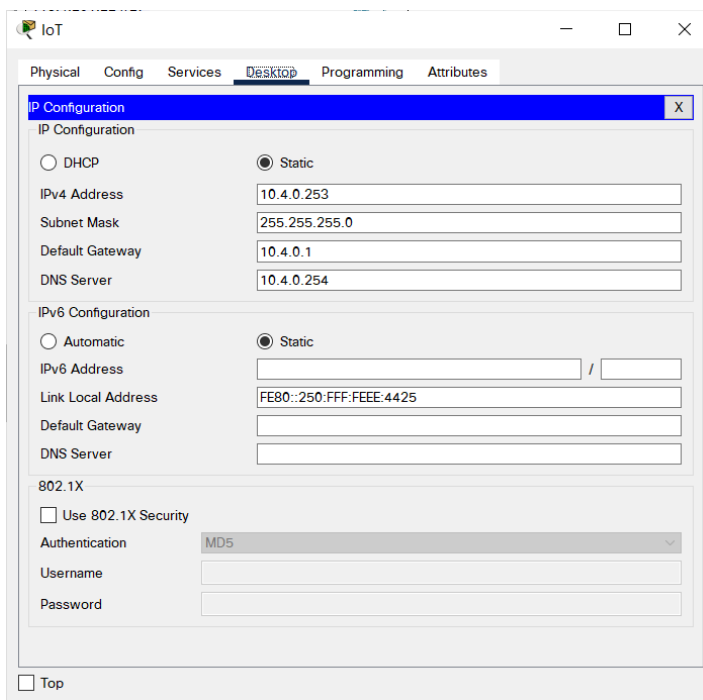 IoT
Physical Config Services Desktop Programming Attributes
IP Configuration X
IP Configuration
DHCP Static
IPv4 Address 10.4.0.253
Subnet Mask 255.255.255.0
Default Gateway 10.4.0.1
DNS Server 10.4.0.254
IPv6 Configuration
Automatic Static
IPv6 Address /
Link Local Address FE80::250:FFF:FEEE:4425
Default Gateway
DNS Server
802.1X
Use 802.1X Security
Authentication MD5
Username
Password
Top